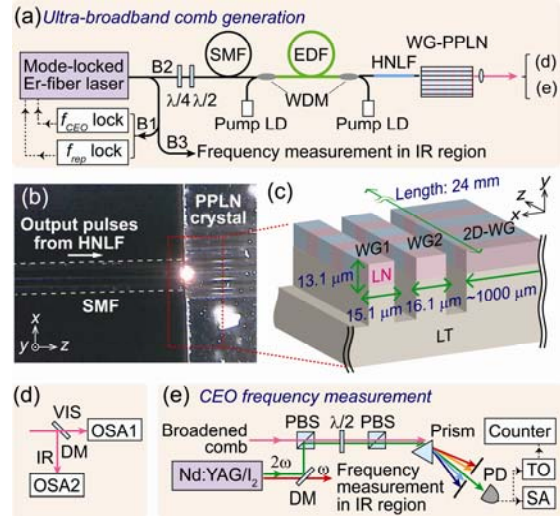 (a) Ultra-broadband comb generation
SMF
EDF
WG-PPLN
Mode-locked
Er-fiber laser
B2
HNLF
(d)
(e)
λ/4 λ/2
WDM
f_CEO lock
B1
Pump LD
Pump LD
f_rep lock
B3
Frequency measurement in IR region
(b)
PPLN
crystal
Output pulses
from HNLF
SMF
x
y
z
(c)
Length: 24 mm
y
z
x
WG1
WG2
2D-WG
13.1 μm
LN
15.1 μm
16.1 μm
~1000 μm
LT
(d)
VIS
OSA1
IR
DM
OSA2
(e) CEO frequency measurement
PBS
λ/2
PBS
Prism
Counter
Broadened
comb
PD
TO
Nd:YAG/I₂
2ω
ω
DM
Frequency
measurement
in IR region
SA